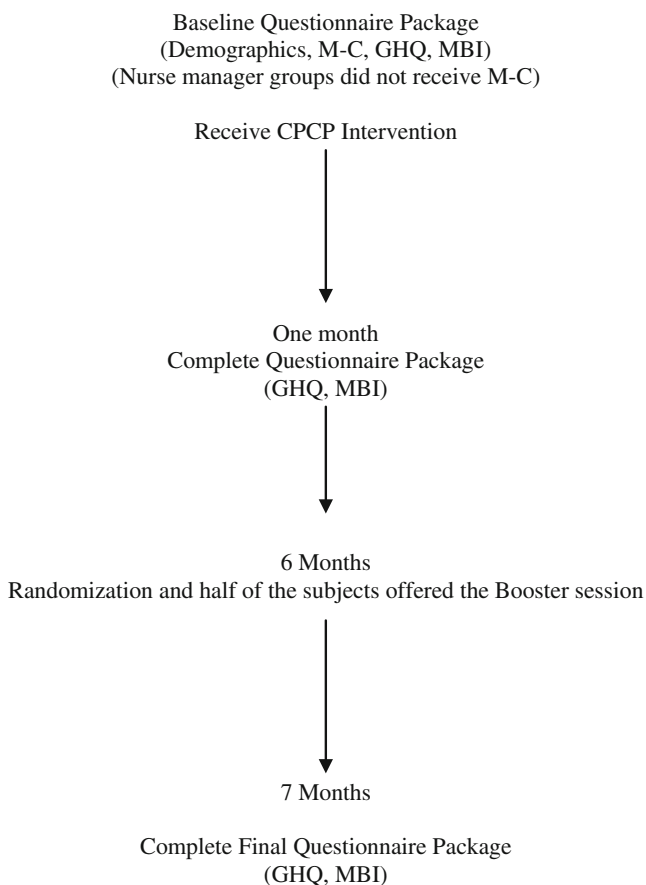 Baseline Questionnaire Package
(Demographics, M-C, GHQ, MBI)
(Nurse manager groups did not receive M-C)
Receive CPCP Intervention
One month
Complete Questionnaire Package
(GHQ, MBI)
6 Months
Randomization and half of the subjects offered the Booster session
7 Months
Complete Final Questionnaire Package
(GHQ, MBI)